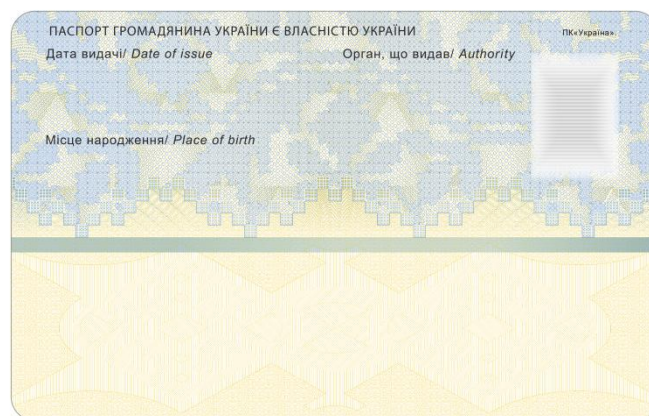 ПАСПОРТ ГРОМАДЯНИНА УКРАЇНИ Є ВЛАСНІСТЮ УКРАЇНИ
ПК«Україна»
Дата видачі/ Date of issue
Орган, що видав/ Authority
Місце народження/ Place of birth